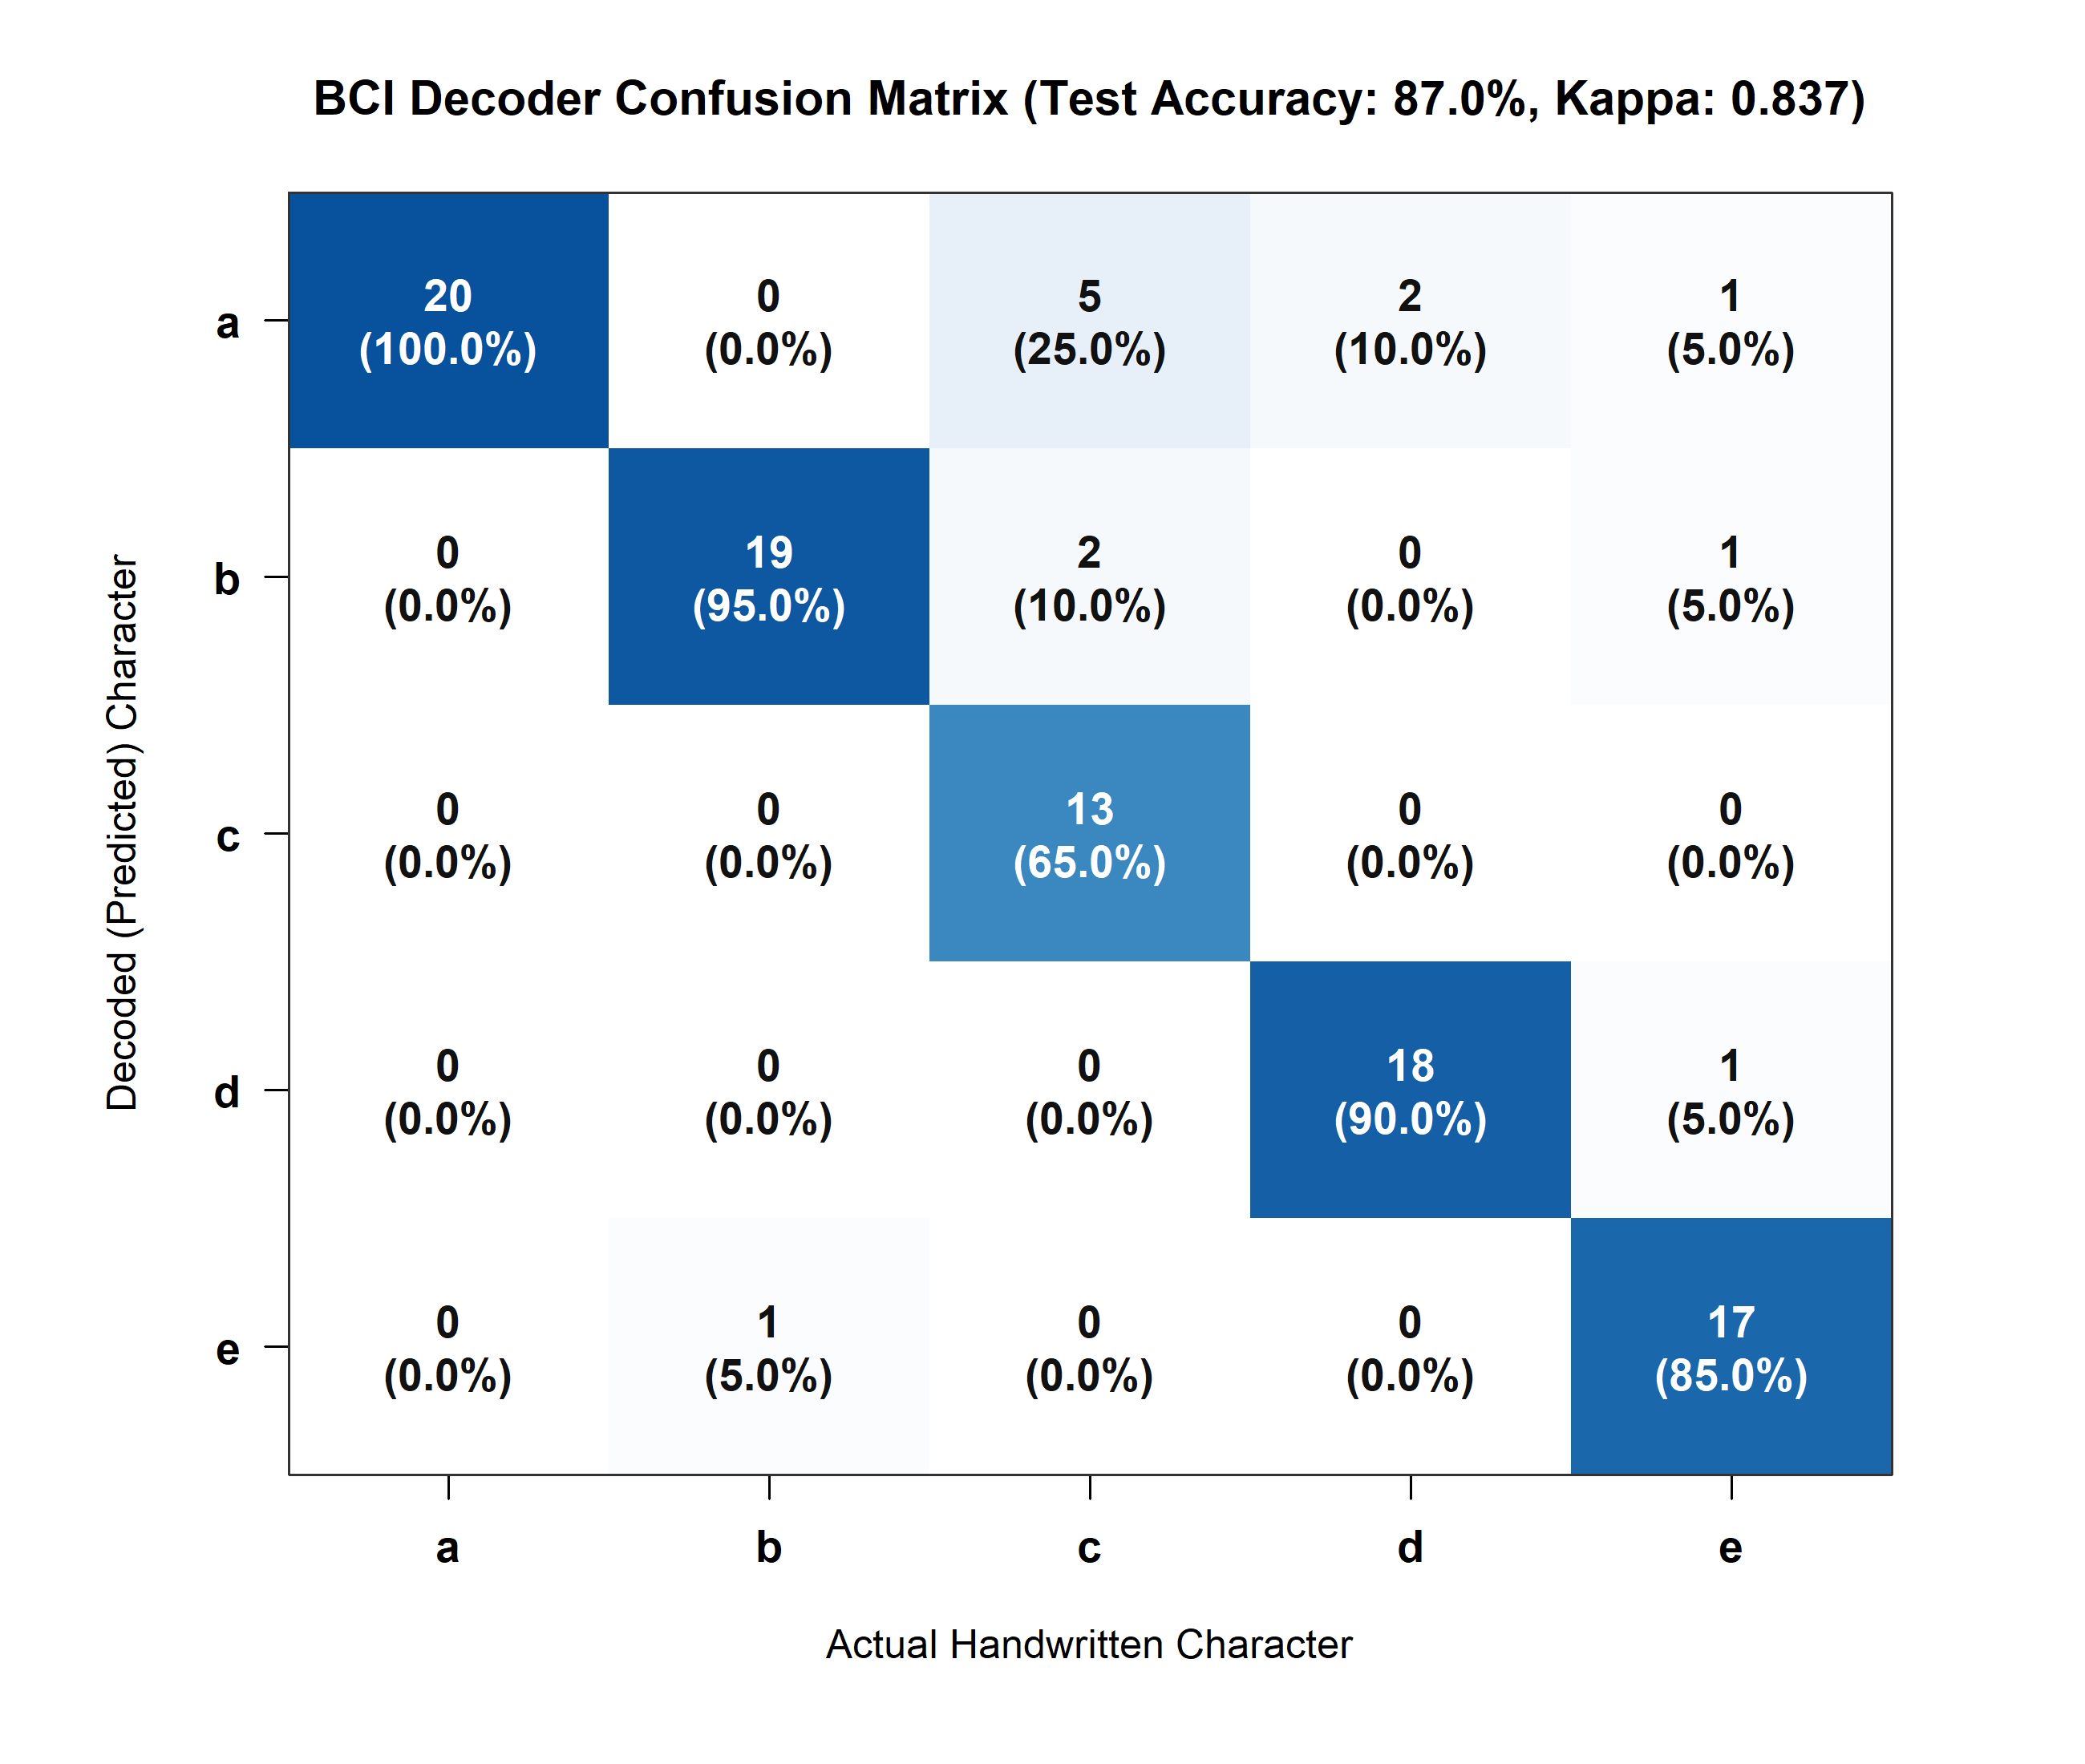 BCI Decoder Confusion Matrix (Test Accuracy: 87.0%, Kappa: 0.837)
Decoded (Predicted) Character
a
20 0 5 2 1
(100.0%) (0.0%) (25.0%) (10.0%) (5.0%)
b
0 19 2 0 1
(0.0%) (95.0%) (10.0%) (0.0%) (5.0%)
c
0 0 13 0 0
(0.0%) (0.0%) (65.0%) (0.0%) (0.0%)
d
0 0 0 18 1
(0.0%) (0.0%) (0.0%) (90.0%) (5.0%)
e
0 1 0 0 17
(0.0%) (5.0%) (0.0%) (0.0%) (85.0%)
a b c d e
Actual Handwritten Character